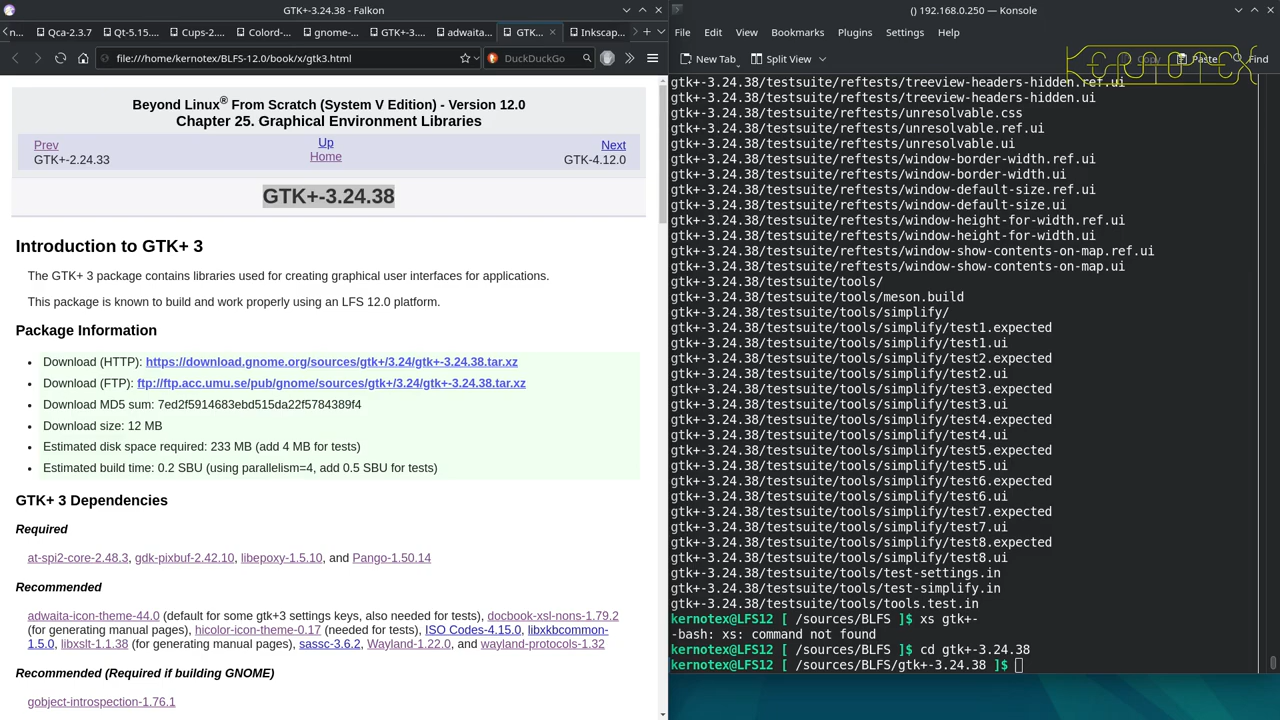 GTK+-3.24.38 - Falkon
n...
Qca-2.3.7
Qt-5.15....
Cups-2....
Colord-...
gnome-...
GTK+-3....
adwaita...
GTK...
Inkscap...
file:///home/kernotex/BLFS-12.0/book/x/gtk3.html
DuckDuckGo
Beyond Linux® From Scratch (System V Edition) - Version 12.0
Chapter 25. Graphical Environment Libraries
Prev
Up
Next
GTK+-2.24.33
Home
GTK-4.12.0
GTK+-3.24.38
Introduction to GTK+ 3
The GTK+ 3 package contains libraries used for creating graphical user interfaces for applications.
This package is known to build and work properly using an LFS 12.0 platform.
Package Information
• Download (HTTP): https://download.gnome.org/sources/gtk+/3.24/gtk+-3.24.38.tar.xz
• Download (FTP): ftp://ftp.acc.umu.se/pub/gnome/sources/gtk+/3.24/gtk+-3.24.38.tar.xz
• Download MD5 sum: 7ed2f5914683ebd515da22f5784389f4
• Download size: 12 MB
• Estimated disk space required: 233 MB (add 4 MB for tests)
• Estimated build time: 0.2 SBU (using parallelism=4, add 0.5 SBU for tests)
GTK+ 3 Dependencies
Required
at-spi2-core-2.48.3, gdk-pixbuf-2.42.10, libepoxy-1.5.10, and Pango-1.50.14
Recommended
adwaita-icon-theme-44.0 (default for some gtk+3 settings keys, also needed for tests), docbook-xsl-nons-1.79.2
(for generating manual pages), hicolor-icon-theme-0.17 (needed for tests), ISO Codes-4.15.0, libxkbcommon-
1.5.0, libxslt-1.1.38 (for generating manual pages), sassc-3.6.2, Wayland-1.22.0, and wayland-protocols-1.32
Recommended (Required if building GNOME)
gobject-introspection-1.76.1
() 192.168.0.250 — Konsole
File
Edit
View
Bookmarks
Plugins
Settings
Help
New Tab
Split View
Copy
Paste
Find
KERNOTEX
gtk+-3.24.38/testsuite/reftests/treeview-headers-hidden.ref.ui
gtk+-3.24.38/testsuite/reftests/treeview-headers-hidden.ui
gtk+-3.24.38/testsuite/reftests/unresolvable.css
gtk+-3.24.38/testsuite/reftests/unresolvable.ref.ui
gtk+-3.24.38/testsuite/reftests/unresolvable.ui
gtk+-3.24.38/testsuite/reftests/window-border-width.ref.ui
gtk+-3.24.38/testsuite/reftests/window-border-width.ui
gtk+-3.24.38/testsuite/reftests/window-default-size.ref.ui
gtk+-3.24.38/testsuite/reftests/window-default-size.ui
gtk+-3.24.38/testsuite/reftests/window-height-for-width.ref.ui
gtk+-3.24.38/testsuite/reftests/window-height-for-width.ui
gtk+-3.24.38/testsuite/reftests/window-show-contents-on-map.ref.ui
gtk+-3.24.38/testsuite/reftests/window-show-contents-on-map.ui
gtk+-3.24.38/testsuite/tools/
gtk+-3.24.38/testsuite/tools/meson.build
gtk+-3.24.38/testsuite/tools/simplify/
gtk+-3.24.38/testsuite/tools/simplify/test1.expected
gtk+-3.24.38/testsuite/tools/simplify/test1.ui
gtk+-3.24.38/testsuite/tools/simplify/test2.expected
gtk+-3.24.38/testsuite/tools/simplify/test2.ui
gtk+-3.24.38/testsuite/tools/simplify/test3.expected
gtk+-3.24.38/testsuite/tools/simplify/test3.ui
gtk+-3.24.38/testsuite/tools/simplify/test4.expected
gtk+-3.24.38/testsuite/tools/simplify/test4.ui
gtk+-3.24.38/testsuite/tools/simplify/test5.expected
gtk+-3.24.38/testsuite/tools/simplify/test5.ui
gtk+-3.24.38/testsuite/tools/simplify/test6.expected
gtk+-3.24.38/testsuite/tools/simplify/test6.ui
gtk+-3.24.38/testsuite/tools/simplify/test7.expected
gtk+-3.24.38/testsuite/tools/simplify/test7.ui
gtk+-3.24.38/testsuite/tools/simplify/test8.expected
gtk+-3.24.38/testsuite/tools/simplify/test8.ui
gtk+-3.24.38/testsuite/tools/test-settings.in
gtk+-3.24.38/testsuite/tools/test-simplify.in
gtk+-3.24.38/testsuite/tools/tools.test.in
kernotex@LFS12 [ /sources/BLFS ]$ xs gtk+-
-bash: xs: command not found
kernotex@LFS12 [ /sources/BLFS ]$ cd gtk+-3.24.38
kernotex@LFS12 [ /sources/BLFS/gtk+-3.24.38 ]$